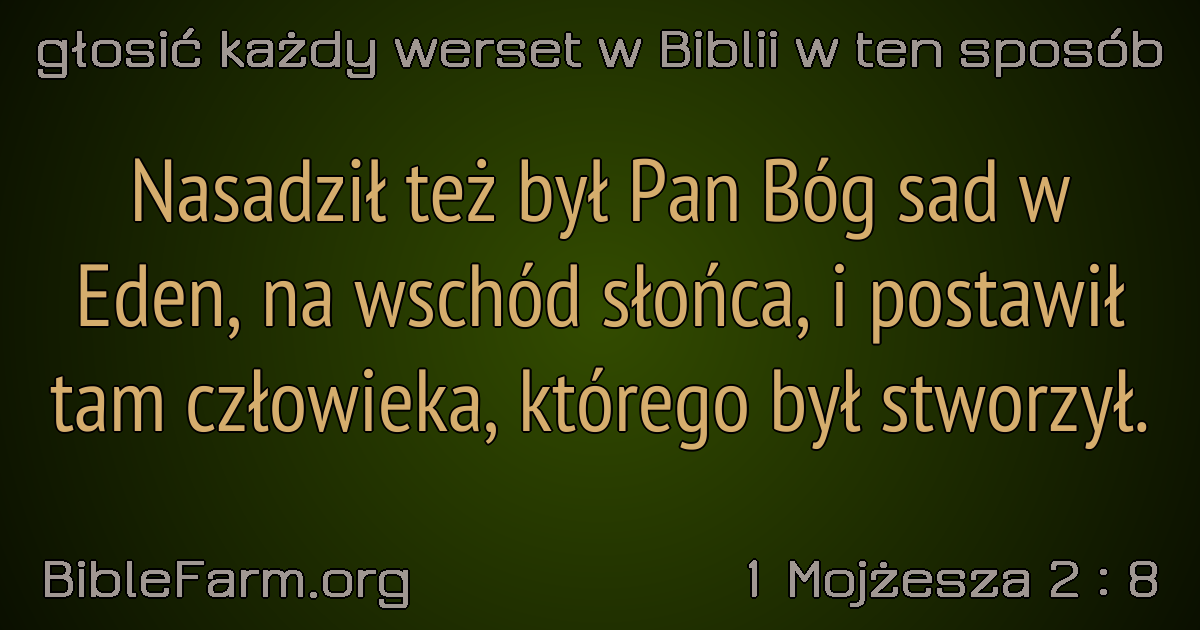 głosić każdy werset w Biblii w ten sposób
Nasadził też był Pan Bóg sad w
Eden, na wschód słońca, i postawił
tam człowieka, którego był stworzył.
BibleFarm.org
1 Mojżesza 2 : 8